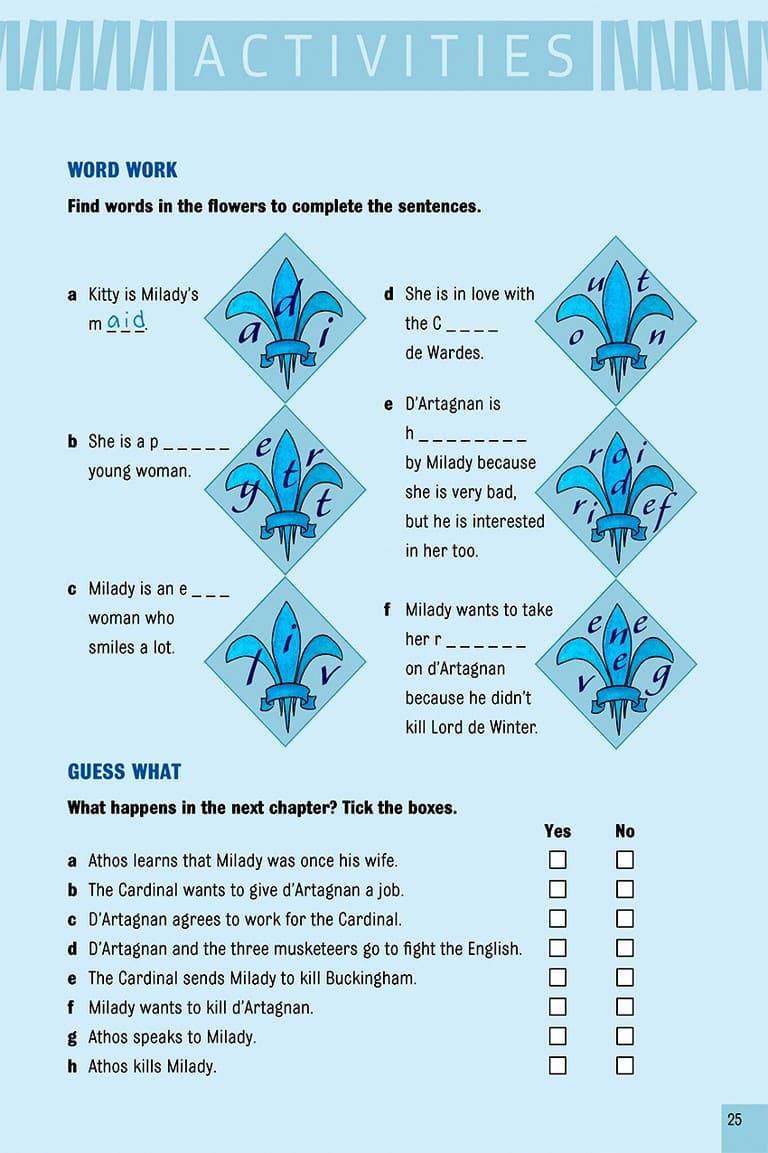 ACTIVITIES
WORD WORK
Find words in the flowers to complete the sentences.
a Kitty is Milady's
m aid.
a d i
b She is a p _ _ _ _ _
young woman.
e r
y t t
c Milady is an e _ _ _
woman who
smiles a lot.
l i v
d She is in love with
the C _ _ _ _
de Wardes.
u t
o n
e D'Artagnan is
h _ _ _ _ _ _ _ _
by Milady because
she is very bad,
but he is interested
in her too.
r o i
d
r i e f
f Milady wants to take
her r _ _ _ _ _ _
on d'Artagnan
because he didn't
kill Lord de Winter.
e n e
v e g
GUESS WHAT
What happens in the next chapter? Tick the boxes.
Yes No
a Athos learns that Milady was once his wife.
b The Cardinal wants to give d'Artagnan a job.
c D'Artagnan agrees to work for the Cardinal.
d D'Artagnan and the three musketeers go to fight the English.
e The Cardinal sends Milady to kill Buckingham.
f Milady wants to kill d'Artagnan.
g Athos speaks to Milady.
h Athos kills Milady.
25